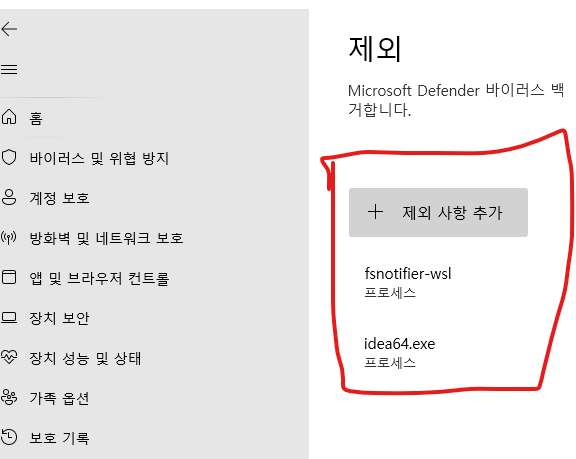 홈
바이러스 및 위협 방지
계정 보호
방화벽 및 네트워크 보호
앱 및 브라우저 컨트롤
장치 보안
장치 성능 및 상태
가족 옵션
보호 기록
제외
Microsoft Defender 바이러스 백
거합니다.
제외 사항 추가
fsnotifier-wsl
프로세스
idea64.exe
프로세스